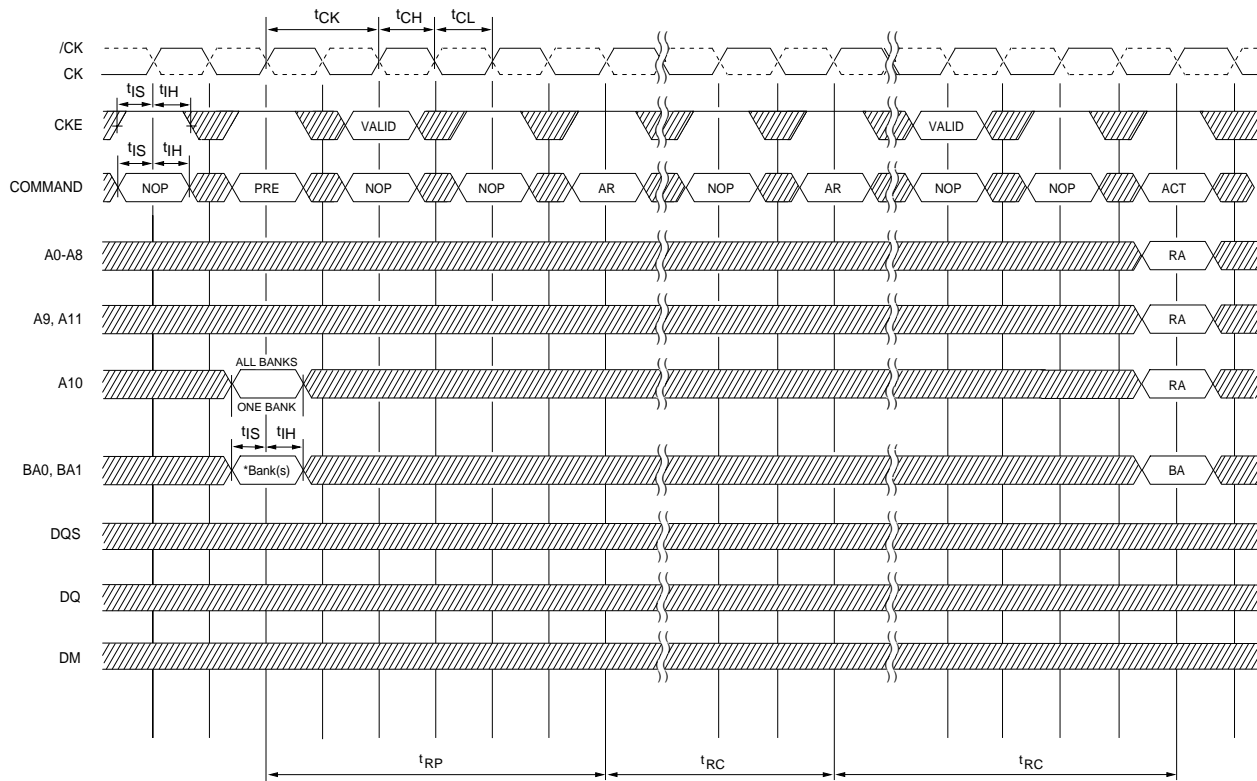 tCK tCH tCL
/CK
CK
tIS tIH
CKE VALID VALID
tIS tIH
COMMAND NOP PRE NOP NOP AR NOP AR NOP NOP ACT
A0-A8 RA
A9, A11 RA
ALL BANKS
A10 RA
ONE BANK
tIS tIH
BA0, BA1 *Bank(s) BA
DQS
DQ
DM
tRP tRC tRC